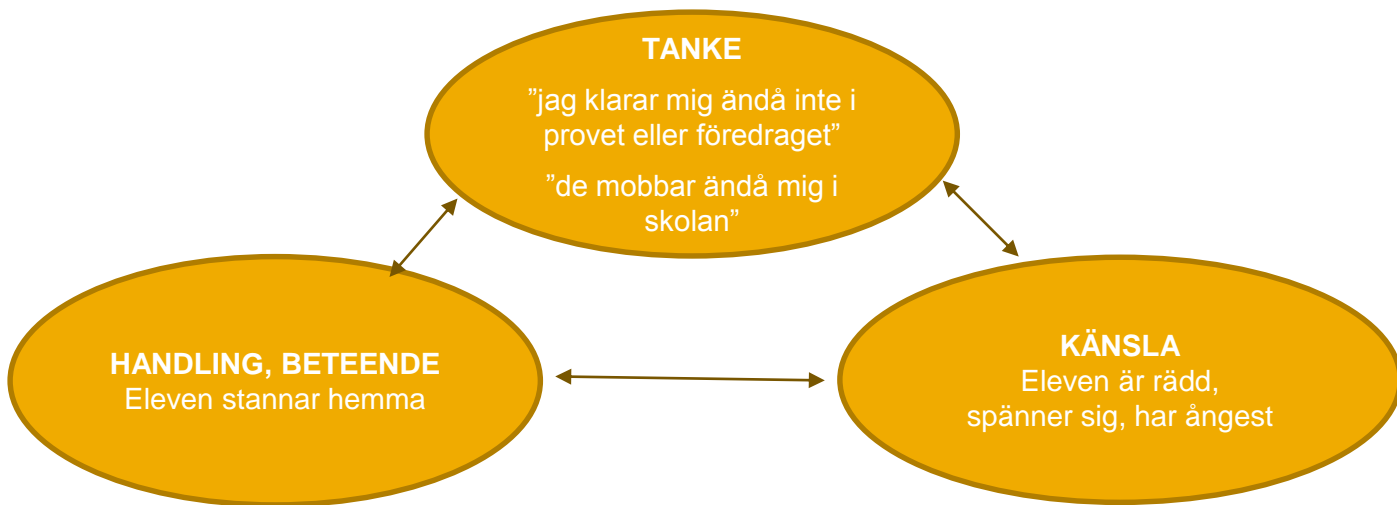 TANKE
”jag klarar mig ändå inte i
provet eller föredraget”
”de mobbar ändå mig i
skolan”
HANDLING, BETEENDE
Eleven stannar hemma
KÄNSLA
Eleven är rädd,
spänner sig, har ångest